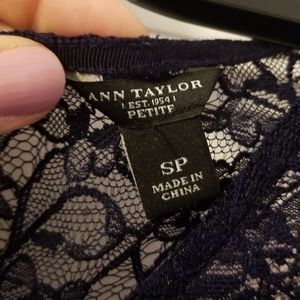 ANN TAYLOR
EST. 1954
PETITE
SP
MADE IN
CHINA